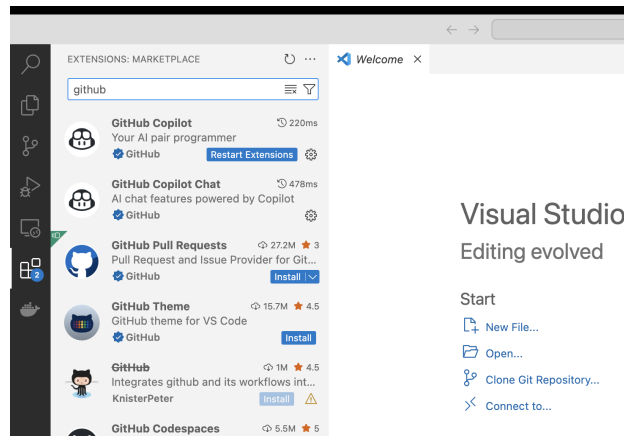 EXTENSIONS: MARKETPLACE
Welcome
github
GitHub Copilot 220ms
Your AI pair programmer
GitHub Restart Extensions
GitHub Copilot Chat 478ms
AI chat features powered by Copilot
GitHub
GitHub Pull Requests 27.2M 3
Pull Request and Issue Provider for Git...
GitHub Install
GitHub Theme 15.7M 4.5
GitHub theme for VS Code
GitHub Install
GitHub 1M 4.5
Integrates github and its workflows int...
KnisterPeter Install
GitHub Codespaces 5.5M 5
2
Visual Studio
Editing evolved
Start
New File...
Open...
Clone Git Repository...
Connect to...